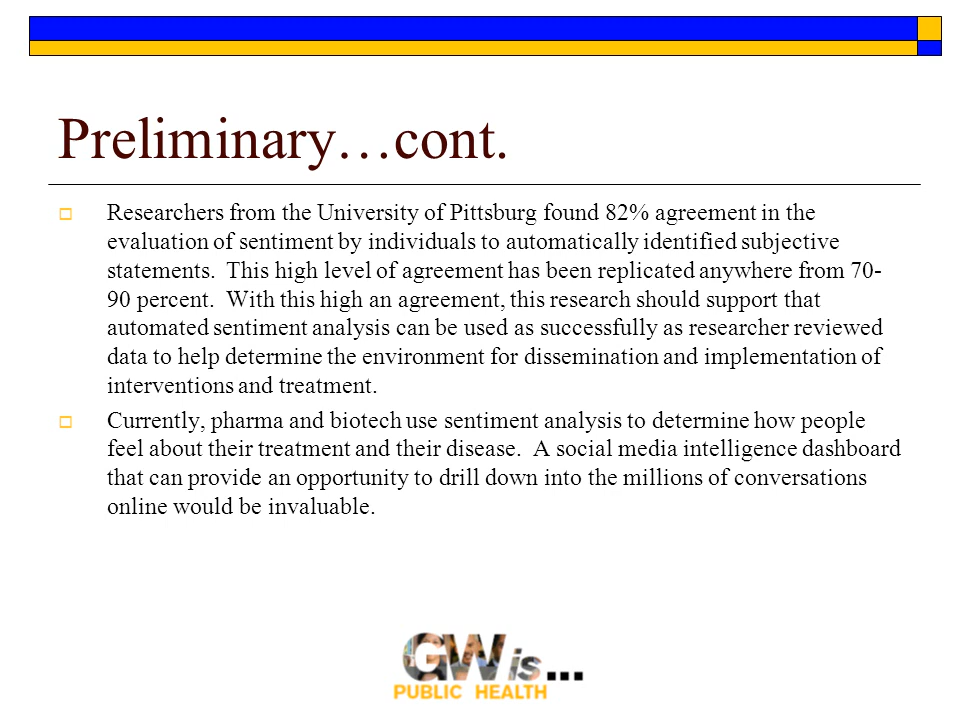 Preliminary…cont.
Researchers from the University of Pittsburg found 82% agreement in the
evaluation of sentiment by individuals to automatically identified subjective
statements. This high level of agreement has been replicated anywhere from 70-
90 percent. With this high an agreement, this research should support that
automated sentiment analysis can be used as successfully as researcher reviewed
data to help determine the environment for dissemination and implementation of
interventions and treatment.
Currently, pharma and biotech use sentiment analysis to determine how people
feel about their treatment and their disease. A social media intelligence dashboard
that can provide an opportunity to drill down into the millions of conversations
online would be invaluable.
GW is...
PUBLIC HEALTH